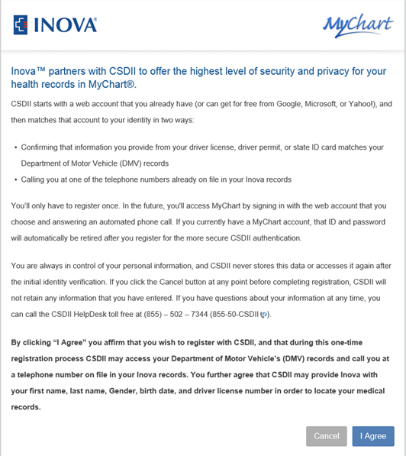 INOVA
MyChart
Inova™ partners with CSDII to offer the highest level of security and privacy for your
health records in MyChart®.
CSDII starts with a web account that you already have (or can get for free from Google, Microsoft, or Yahoo!), and
then matches that account to your identity in two ways:
• Confirming that information you provide from your driver license, driver permit, or state ID card matches your
Department of Motor Vehicle (DMV) records
• Calling you at one of the telephone numbers already on file in your Inova records
You'll only have to register once. In the future, you'll access MyChart by signing in with the web account that you
choose and answering an automated phone call. If you currently have a MyChart account, that ID and password
will automatically be retired after you register for the more secure CSDII authentication.
You are always in control of your personal information, and CSDII never stores this data or accesses it again after
the initial identity verification. If you click the Cancel button at any time before completing registration, CSDII will
not retain any information that you have entered. If you have questions about your information at any time, you
can call the CSDII HelpDesk toll free at (855) – 502 – 7344 (855-50-CSDII).
By clicking “I Agree” you affirm that you wish to register with CSDII, and that during this one-time
registration process CSDII may access your Department of Motor Vehicle's (DMV) records and call you at
a telephone number on file in your Inova records. You further agree that CSDII may provide Inova with
your first name, last name, Gender, birth date, and driver license number in order to locate your medical
records.
Cancel
I Agree